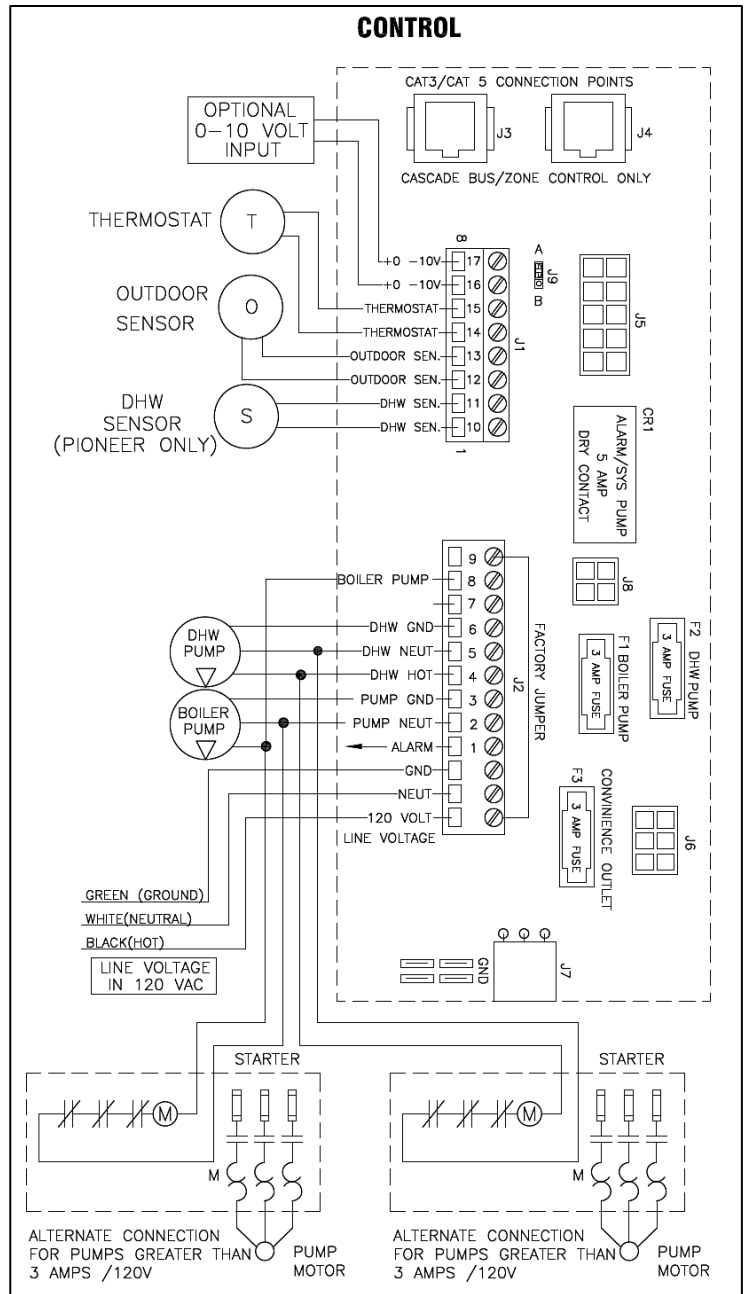 CONTROL
CAT3/CAT 5 CONNECTION POINTS
J3
J4
CASCADE BUS/ZONE CONTROL ONLY
OPTIONAL
0-10 VOLT
INPUT
THERMOSTAT
T
OUTDOOR
SENSOR
O
DHW
SENSOR
(PIONEER ONLY)
S
8
+0 -10V 17
+0 -10V 16
THERMOSTAT 15
THERMOSTAT 14
OUTDOOR SEN. 13
OUTDOOR SEN. 12
DHW SEN. 11
DHW SEN. 10
1
J1
A
J9
B
J5
CR1
ALARM/SYS PUMP
5 AMP
DRY CONTACT
J8
F2 DHW PUMP
3 AMP FUSE
F1 BOILER PUMP
3 AMP FUSE
F3 CONVINIENCE OUTLET
3 AMP FUSE
J6
9
BOILER PUMP 8
7
DHW GND 6
DHW NEUT 5
DHW HOT 4
PUMP GND 3
PUMP NEUT 2
ALARM 1
GND
NEUT
120 VOLT
LINE VOLTAGE
J2
FACTORY JUMPER
DHW
PUMP
BOILER
PUMP
GREEN (GROUND)
WHITE(NEUTRAL)
BLACK(HOT)
LINE VOLTAGE
IN 120 VAC
GND
J7
STARTER
M
M
ALTERNATE CONNECTION
FOR PUMPS GREATER THAN
3 AMPS /120V
PUMP
MOTOR
STARTER
M
M
ALTERNATE CONNECTION
FOR PUMPS GREATER THAN
3 AMPS /120V
PUMP
MOTOR